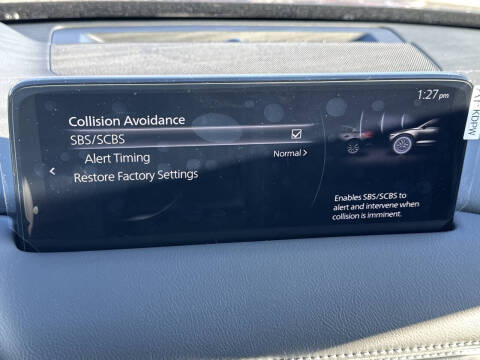 1:27 pm
Collision Avoidance
SBS/SCBS
Alert Timing
Normal >
Restore Factory Settings
<
Enables SBS/SCBS to
alert and intervene when
collision is imminent.